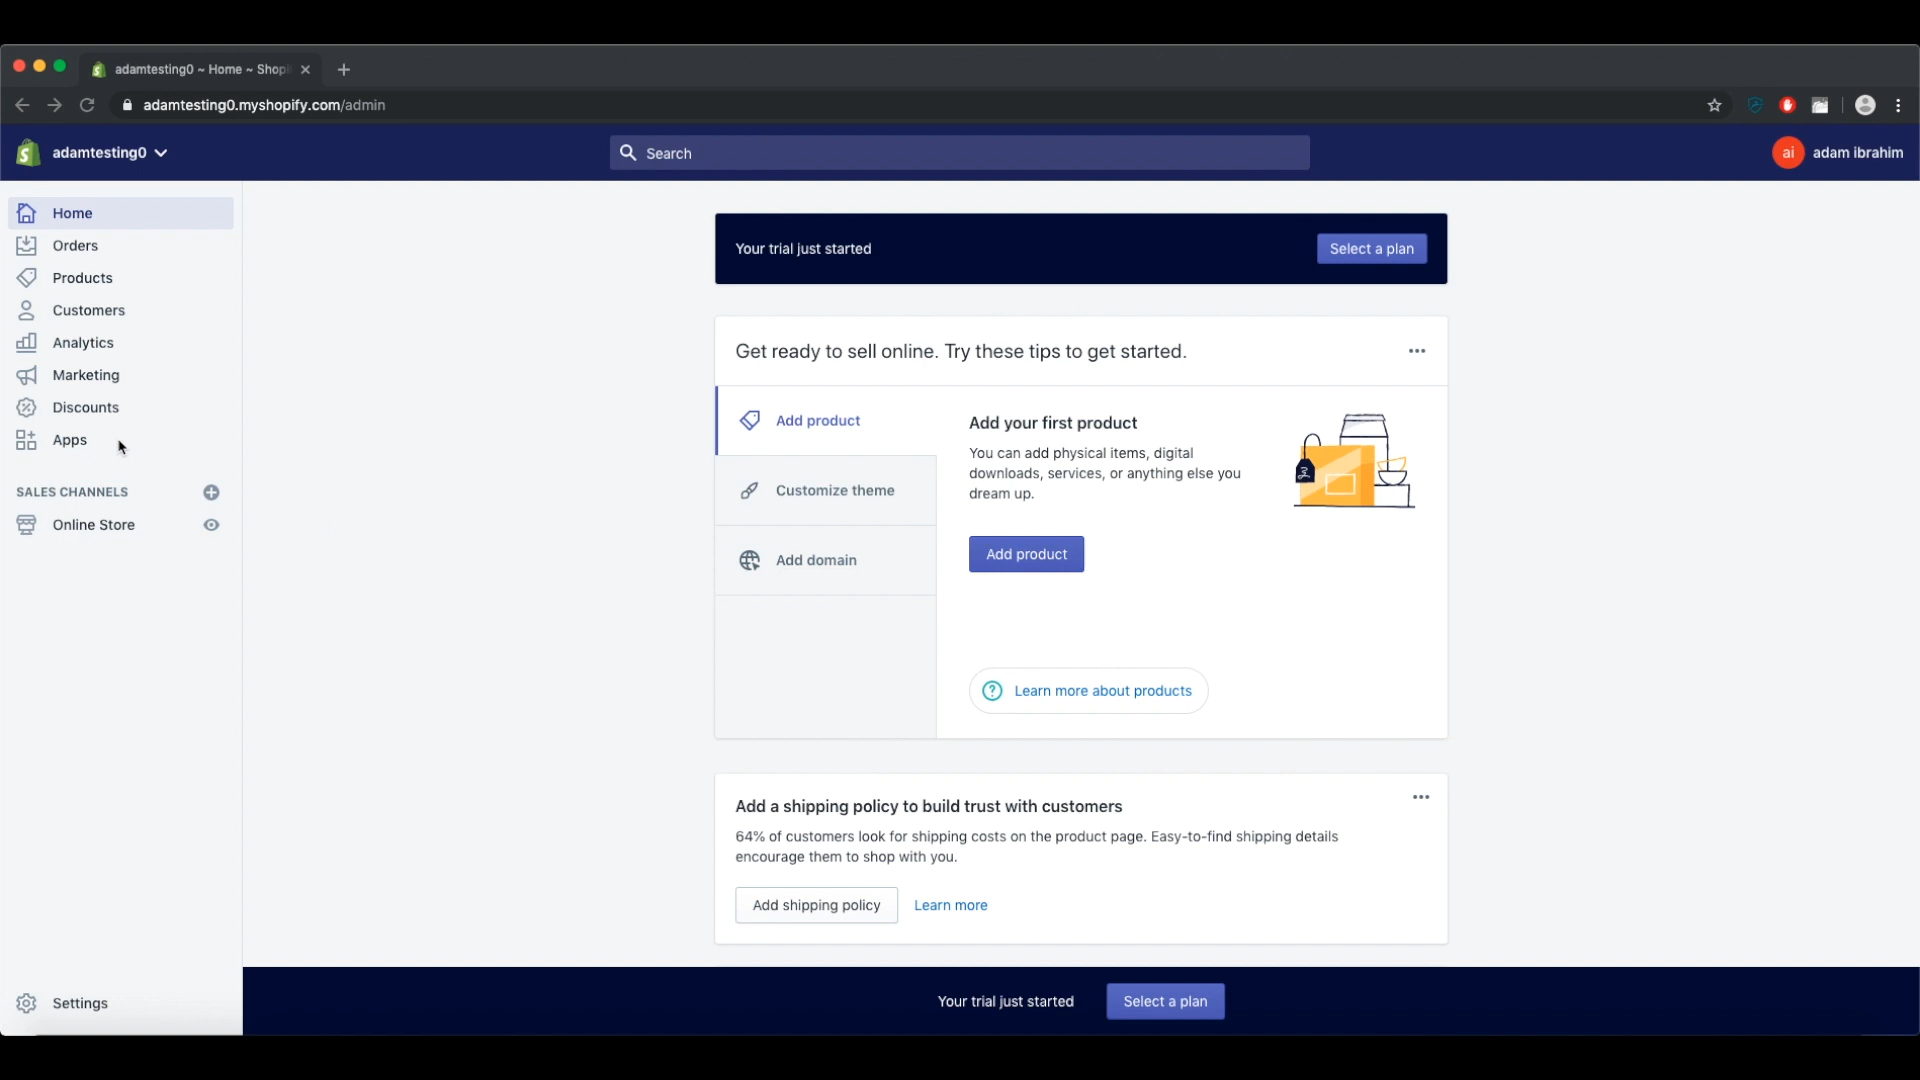 adamtesting0 ~ Home ~ Shopi
adamtesting0.myshopify.com/admin
adamtesting0
Search
ai
adam ibrahim
Home
Orders
Products
Customers
Analytics
Marketing
Discounts
Apps
SALES CHANNELS
Online Store
Settings
Your trial just started
Select a plan
Get ready to sell online. Try these tips to get started.
Add product
Customize theme
Add domain
Add your first product
You can add physical items, digital
downloads, services, or anything else you
dream up.
Add product
Learn more about products
Add a shipping policy to build trust with customers
64% of customers look for shipping costs on the product page. Easy-to-find shipping details
encourage them to shop with you.
Add shipping policy
Learn more
Your trial just started
Select a plan